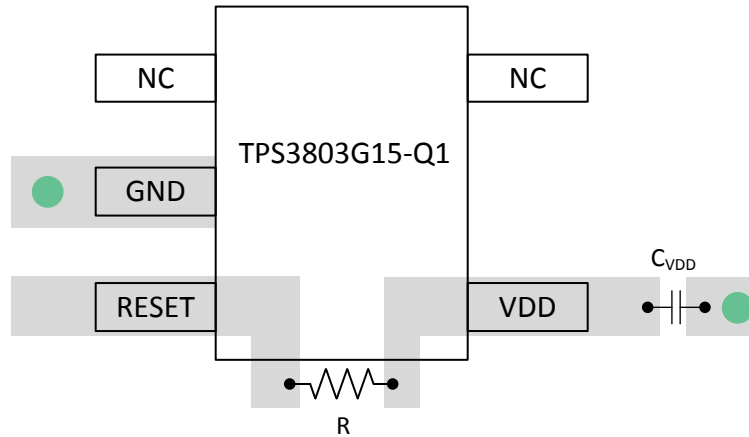 NC
NC
TPS3803G15-Q1
GND
CVDD
RESET
VDD
R